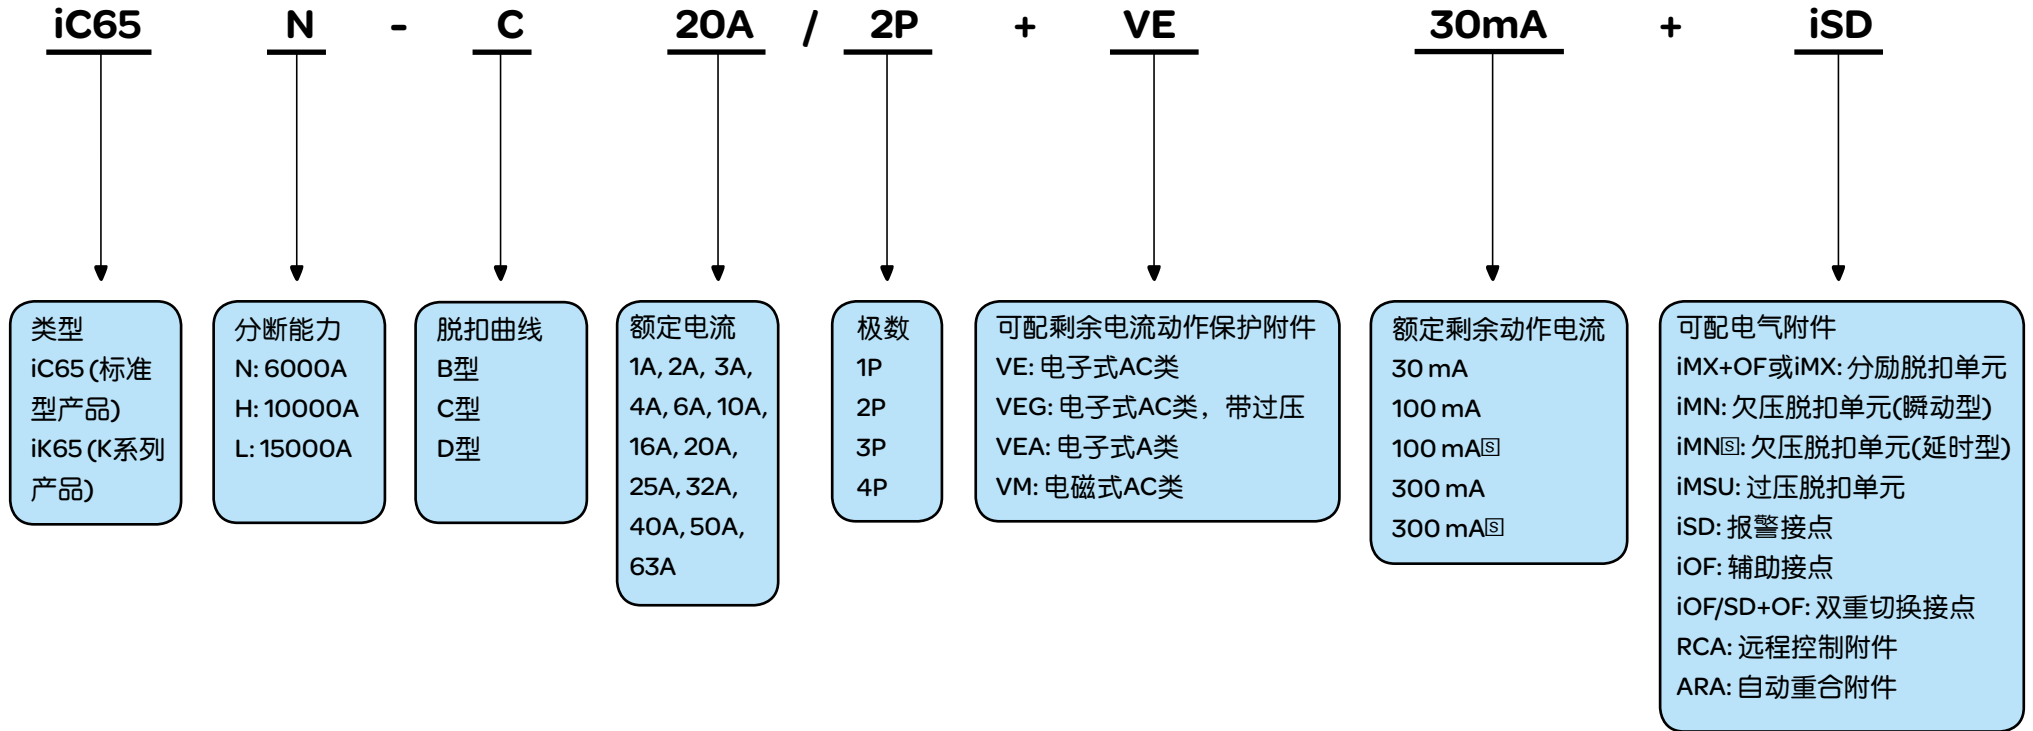 iC65 N - C 20A / 2P + VE 30mA + iSD
类型
iC65 (标准
型产品)
iK65 (K系列
产品)
分断能力
N: 6000A
H: 10000A
L: 15000A
脱扣曲线
B型
C型
D型
额定电流
1A, 2A, 3A,
4A, 6A, 10A,
16A, 20A,
25A, 32A,
40A, 50A,
63A
极数
1P
2P
3P
4P
可配剩余电流动作保护附件
VE: 电子式AC类
VEG: 电子式AC类，带过压
VEA: 电子式A类
VM: 电磁式AC类
额定剩余动作电流
30 mA
100 mA
100 mA🅂
300 mA
300 mA🅂
可配电气附件
iMX+OF或iMX: 分励脱扣单元
iMN: 欠压脱扣单元(瞬动型)
iMN🅂: 欠压脱扣单元(延时型)
iMSU: 过压脱扣单元
iSD: 报警接点
iOF: 辅助接点
iOF/SD+OF: 双重切换接点
RCA: 远程控制附件
ARA: 自动重合附件